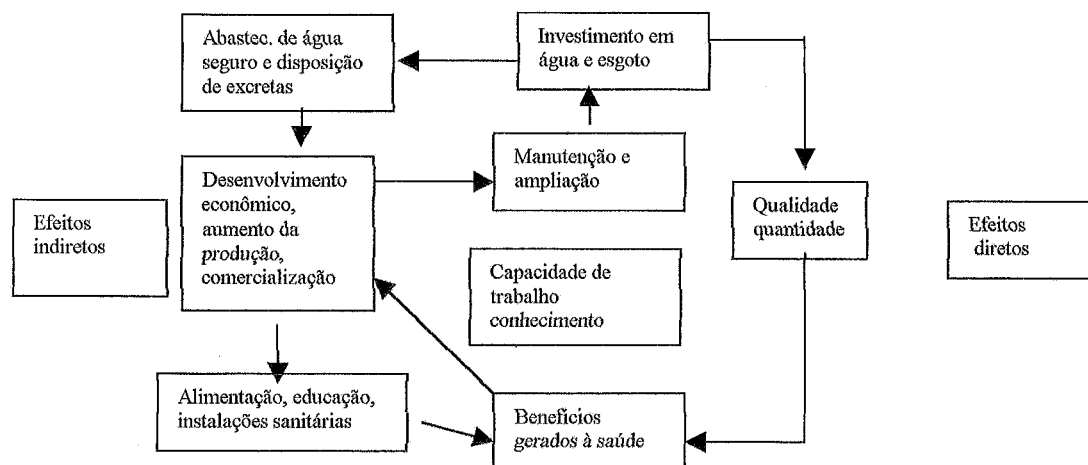 Abastec. de água
seguro e disposição
de excretas
Investimento em
água e esgoto
Manutenção e
ampliação
Desenvolvimento
econômico,
aumento da
produção,
comercialização
Efeitos
indiretos
Qualidade
quantidade
Efeitos
diretos
Capacidade de
trabalho
conhecimento
Alimentação, educação,
instalações sanitárias
Benefícios
gerados à saúde